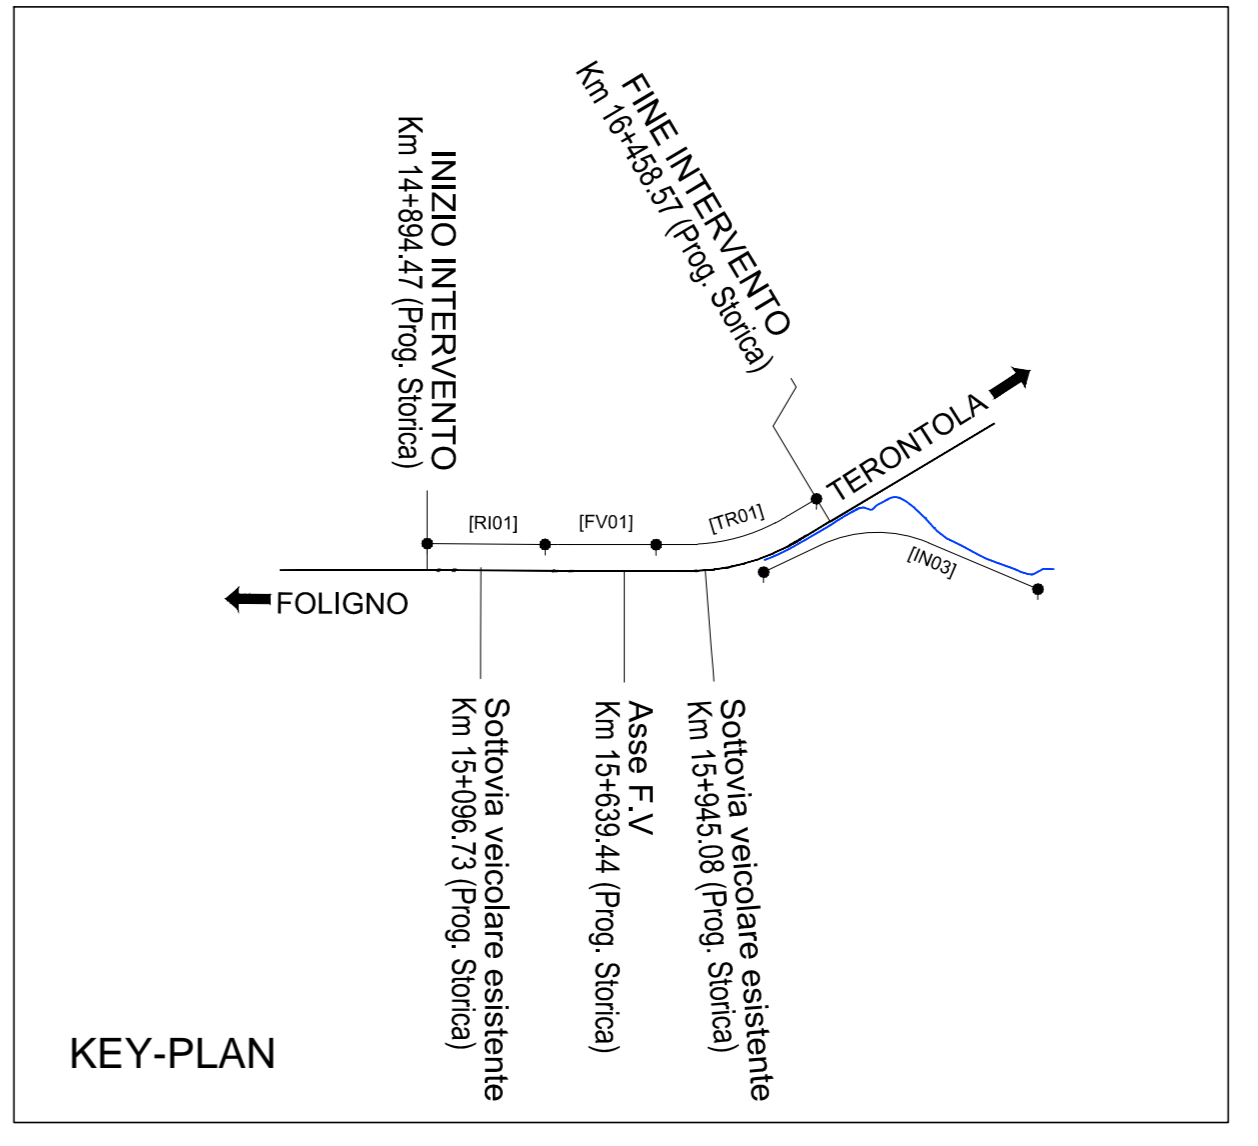 FINE INTERVENTO
Km 16+458.57 (Prog. Storica)
INIZIO INTERVENTO
Km 14+894.47 (Prog. Storica)
TERONTOLA
[RI01]
[FV01]
[TR01]
[IN03]
FOLIGNO
Sottovia veicolare esistente
Km 15+096.73 (Prog. Storica)
Asse F.V
Km 15+639.44 (Prog. Storica)
Sottovia veicolare esistente
Km 15+945.08 (Prog. Storica)
KEY-PLAN